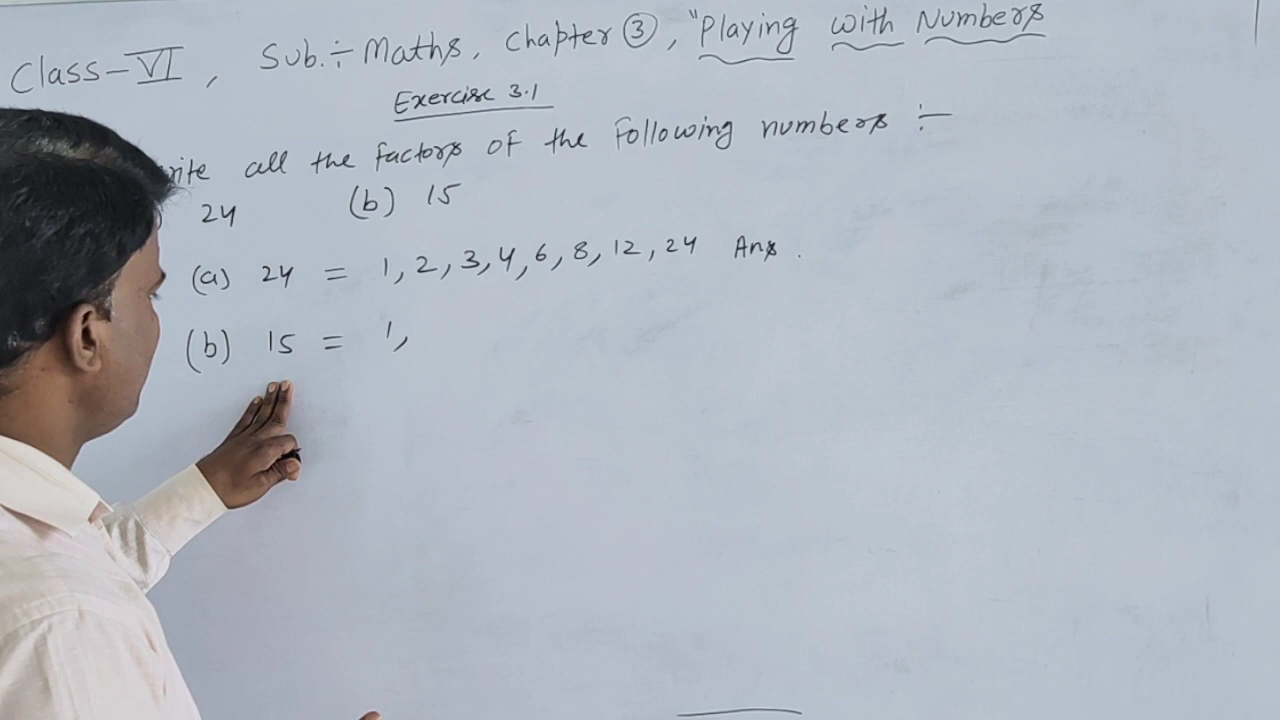 Class-VI, Sub.÷ Maths, Chapter ③, "Playing with Numbers
Exercise 3.1
rite all the factors of the following numbers :-
24 (b) 15
(a) 24 = 1, 2, 3, 4, 6, 8, 12, 24 Ans.
(b) 15 = 1,